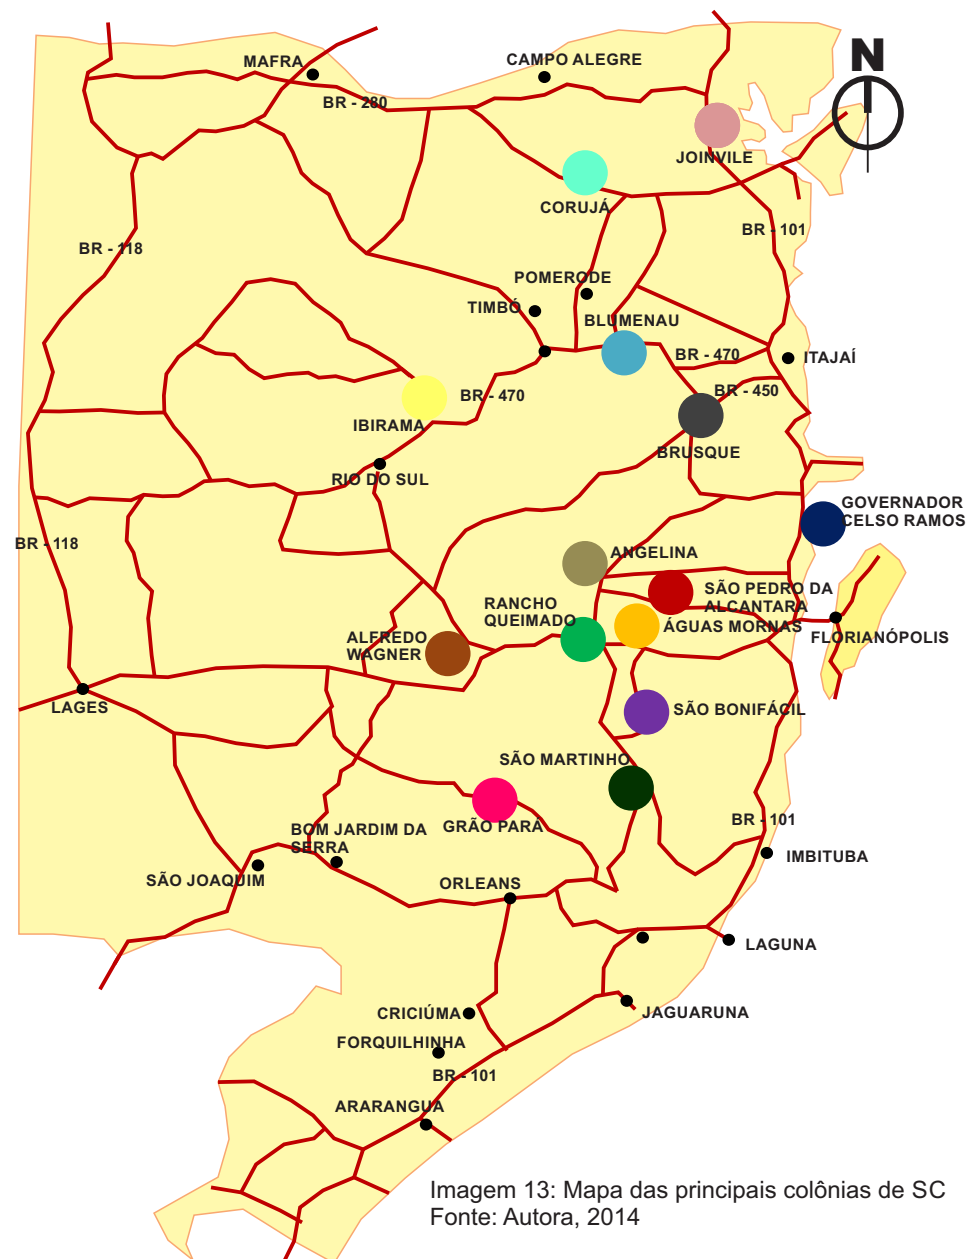 MAFRA
CAMPO ALEGRE
N
BR - 280
JOINVILE
CORUJÁ
BR - 101
BR - 118
POMERODE
TIMBÓ
BLUMENAU
BR - 470
ITAJAÍ
BR - 470
BR - 450
IBIRAMA
BRUSQUE
RIO DO SUL
GOVERNADOR
CELSO RAMOS
BR - 118
ANGELINA
SÃO PEDRO DA
ALCANTARA
RANCHO
QUEIMADO
ÁGUAS MORNAS
FLORIANÓPOLIS
ALFREDO
WAGNER
LAGES
SÃO BONIFÁCIL
SÃO MARTINHO
GRÃO PARÁ
BR - 101
BOM JARDIM DA
SERRA
IMBITUBA
SÃO JOAQUIM
ORLEANS
LAGUNA
CRICIÚMA
JAGUARUNA
FORQUILHINHA
BR - 101
ARARANGUA
Imagem 13: Mapa das principais colônias de SC
Fonte: Autora, 2014